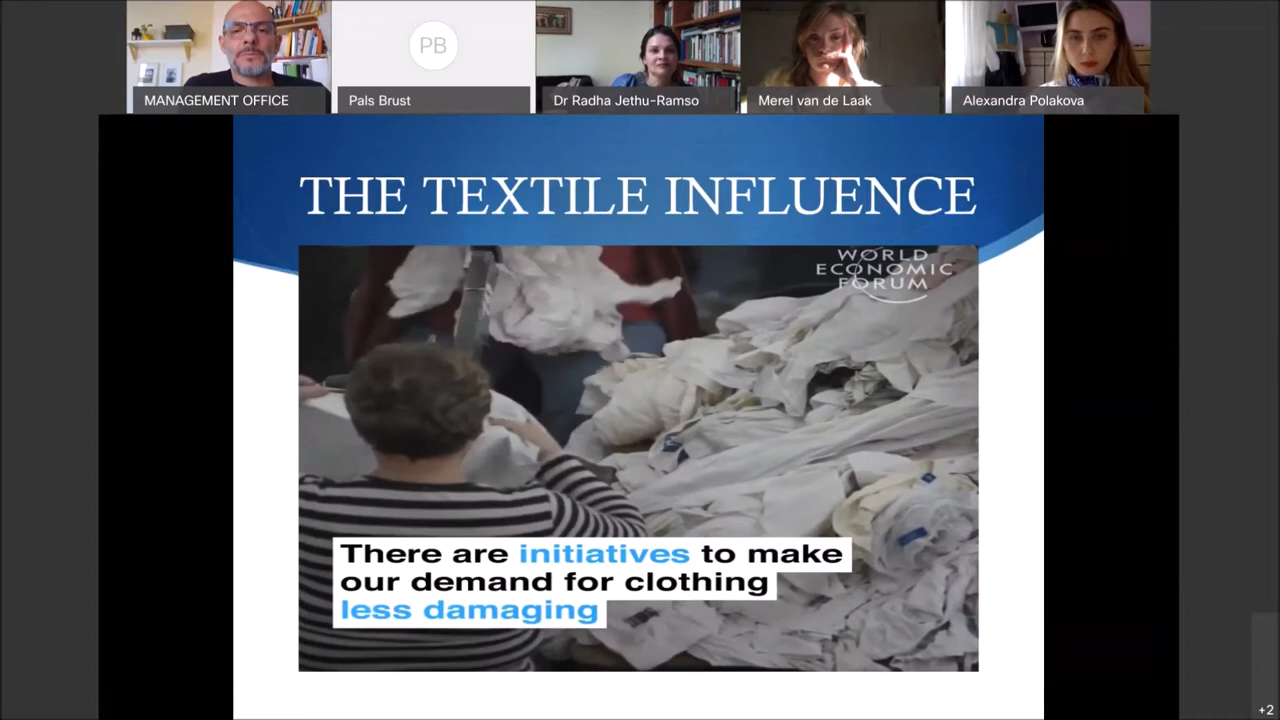 PB
MANAGEMENT OFFICE
Pals Brust
Dr Radha Jethu-Ramso
Merel van de Laak
Alexandra Polakova
THE TEXTILE INFLUENCE
WORLD
ECONOMIC
FORUM
There are initiatives to make
our demand for clothing
less damaging
+2